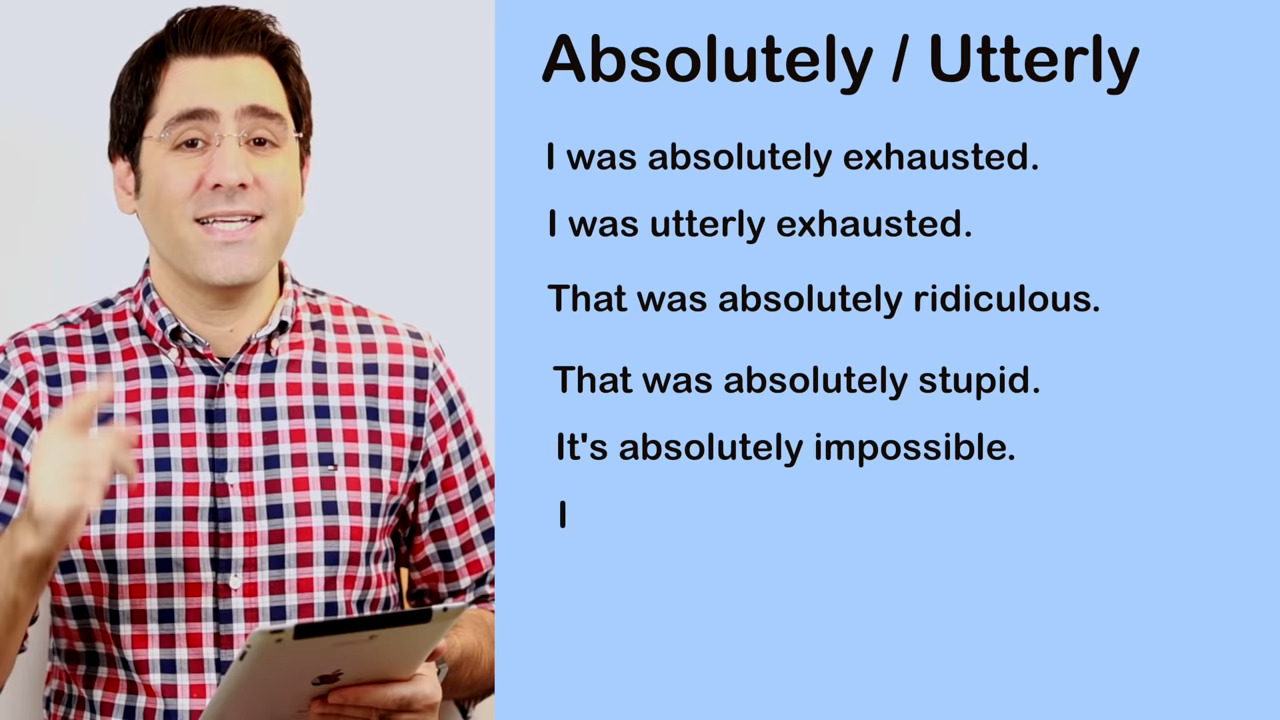 Absolutely / Utterly
I was absolutely exhausted.
I was utterly exhausted.
That was absolutely ridiculous.
That was absolutely stupid.
It's absolutely impossible.
I